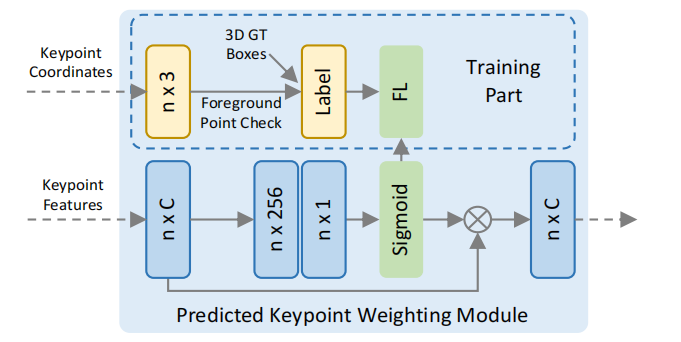 Keypoint
Coordinates
n x 3
3D GT
Boxes
Foreground
Point Check
Label
FL
Training
Part
Keypoint
Features
n x C
n x 256
n x 1
Sigmoid
n x C
Predicted Keypoint Weighting Module